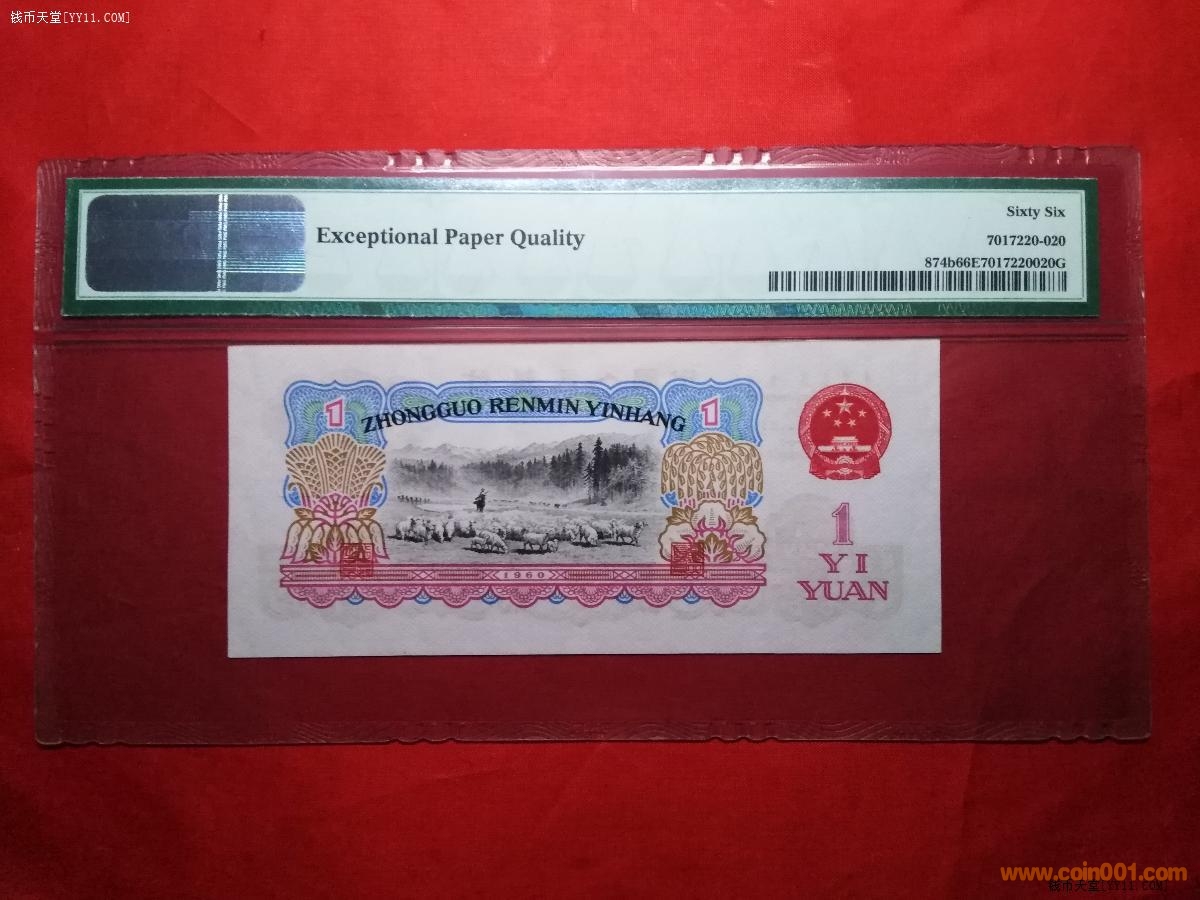 钱币天堂[YY11.COM]
Sixty Six
Exceptional Paper Quality
7017220-020
874b66E7017220020G
1
ZHONGGUO RENMIN YINHANG
1
1
YI
YUAN
1960
www.coin001.com
钱币天堂[YY11.COM]